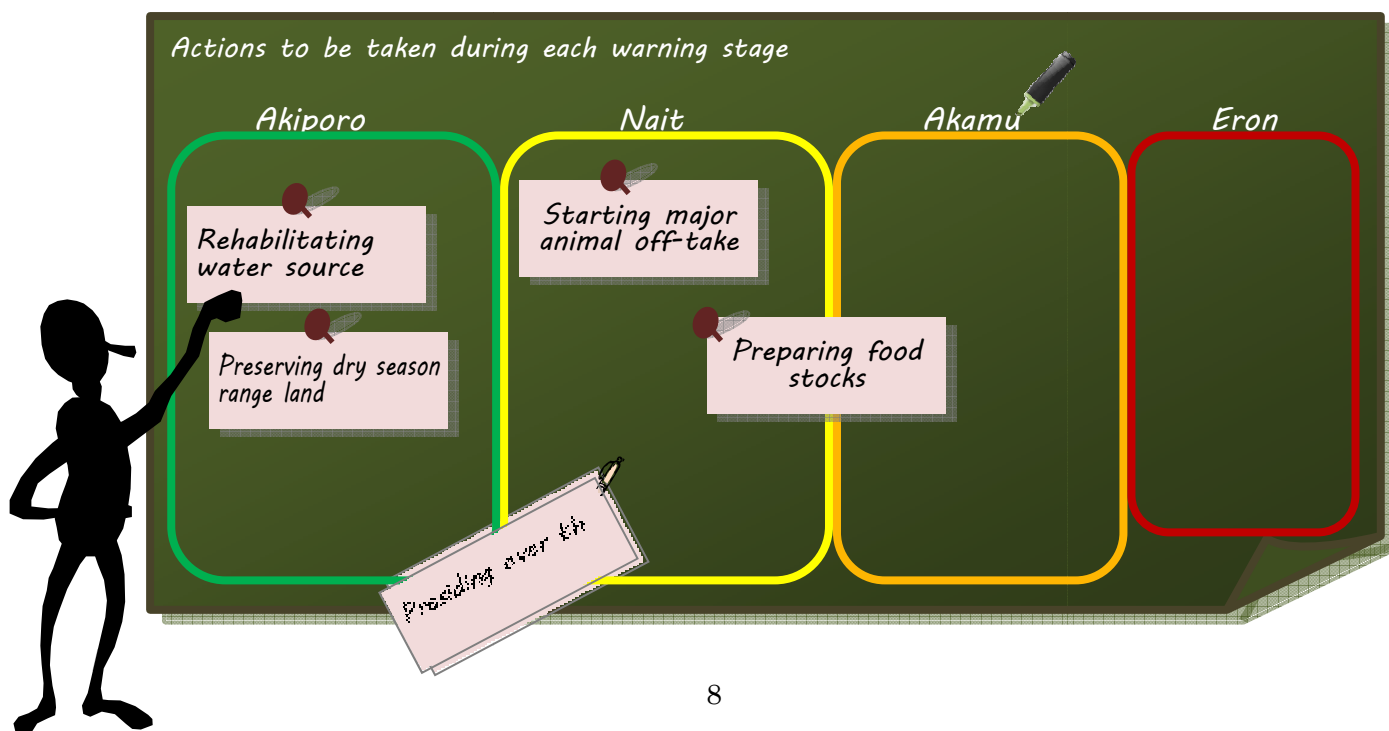 Actions to be taken during each warning stage
Akiporo
Nait
Akamu
Eron
Rehabilitating
water source
Preserving dry season
range land
Starting major
animal off-take
Preparing food
stocks
Presiding over th
8